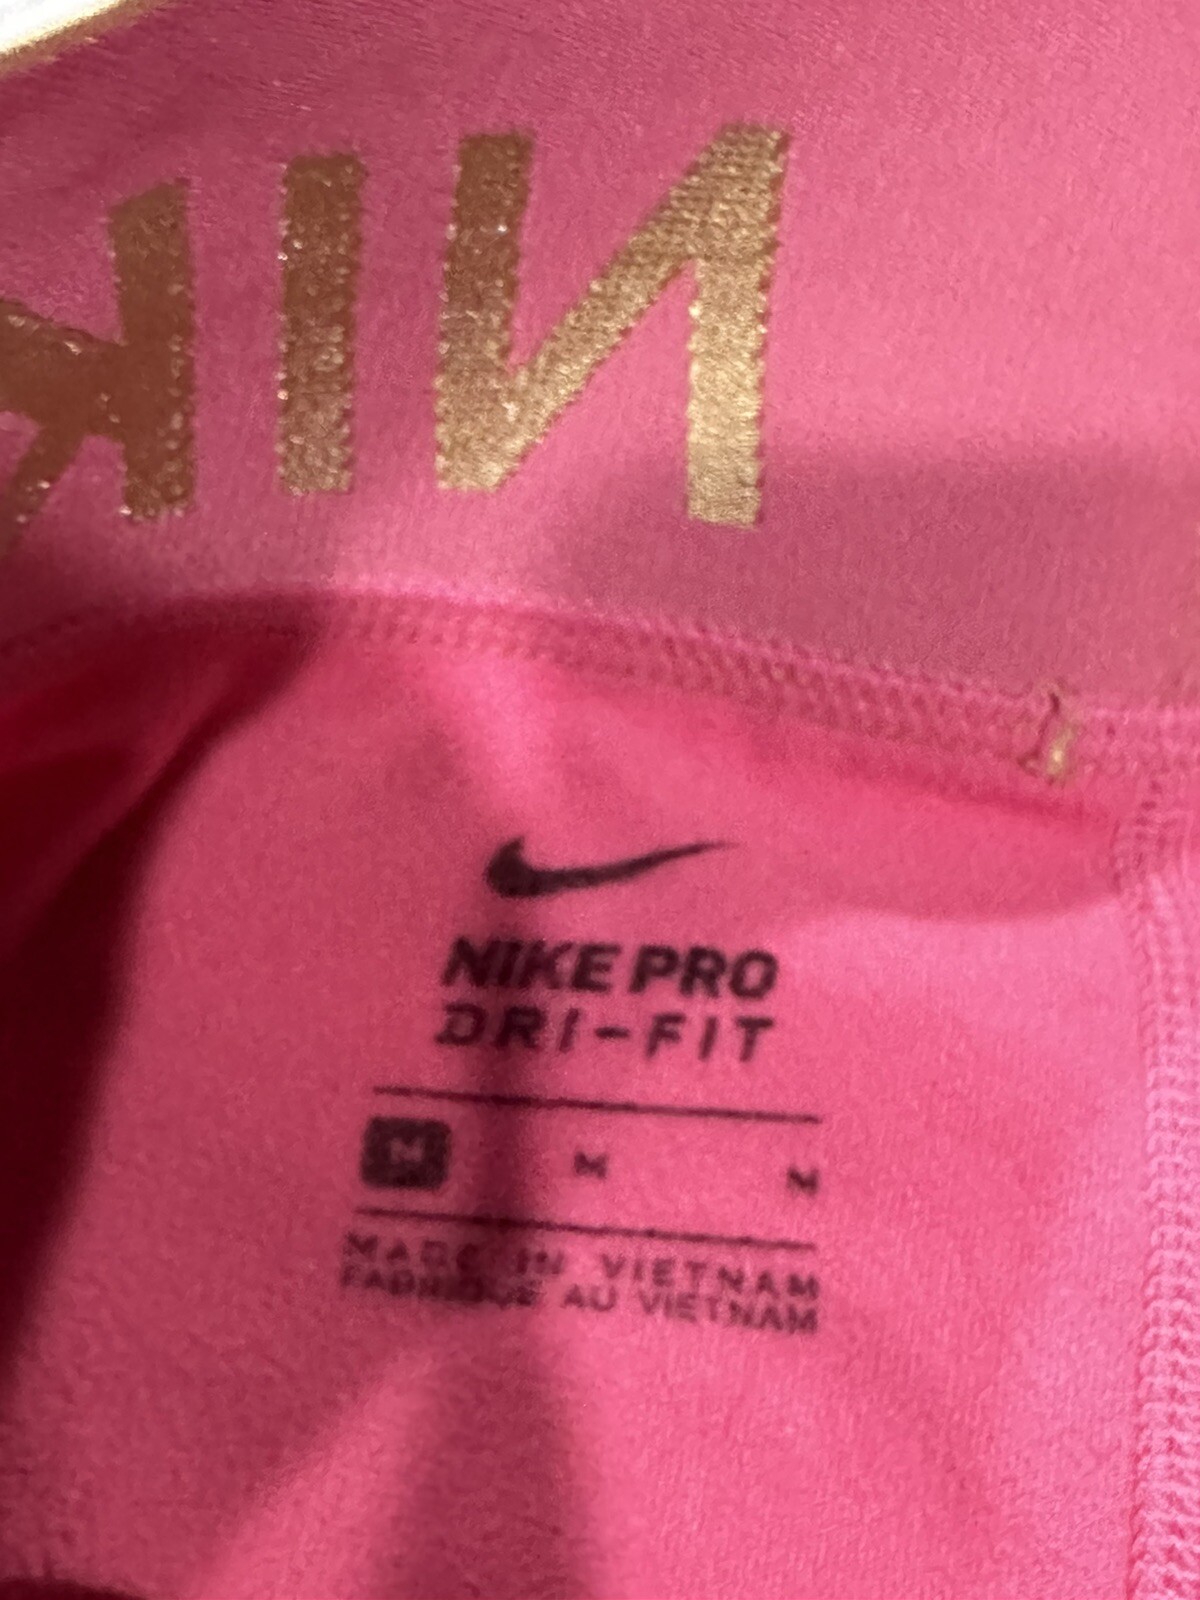 NIK
NIKE PRO
DRI-FIT
M M M
MADE IN VIETNAM
FABRIQUÉ AU VIETNAM